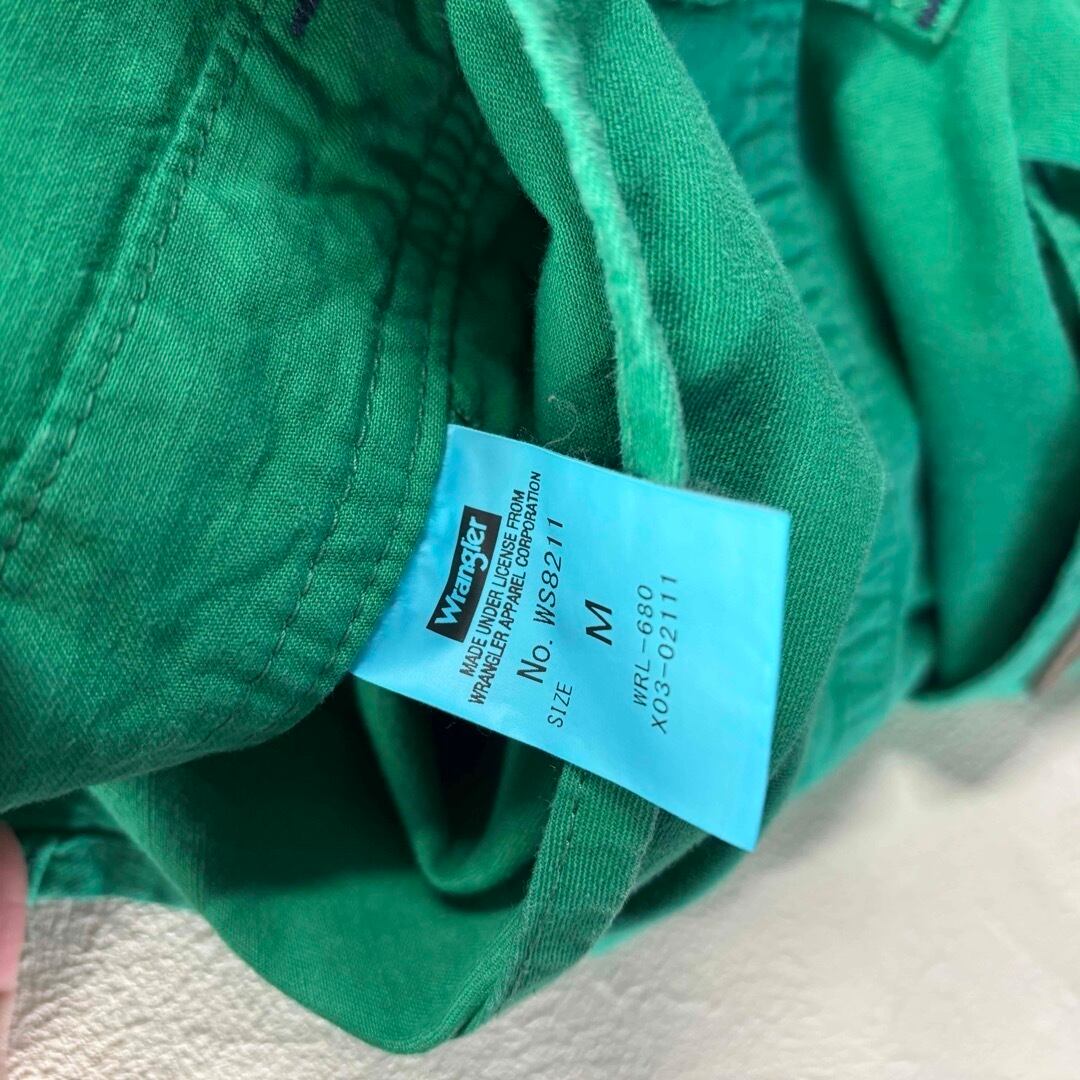 Wrangler
MADE UNDER LICENSE FROM
WRANGLER APPAREL CORPORATION
No. WS8211
SIZE M
WRL-680
X03-02111